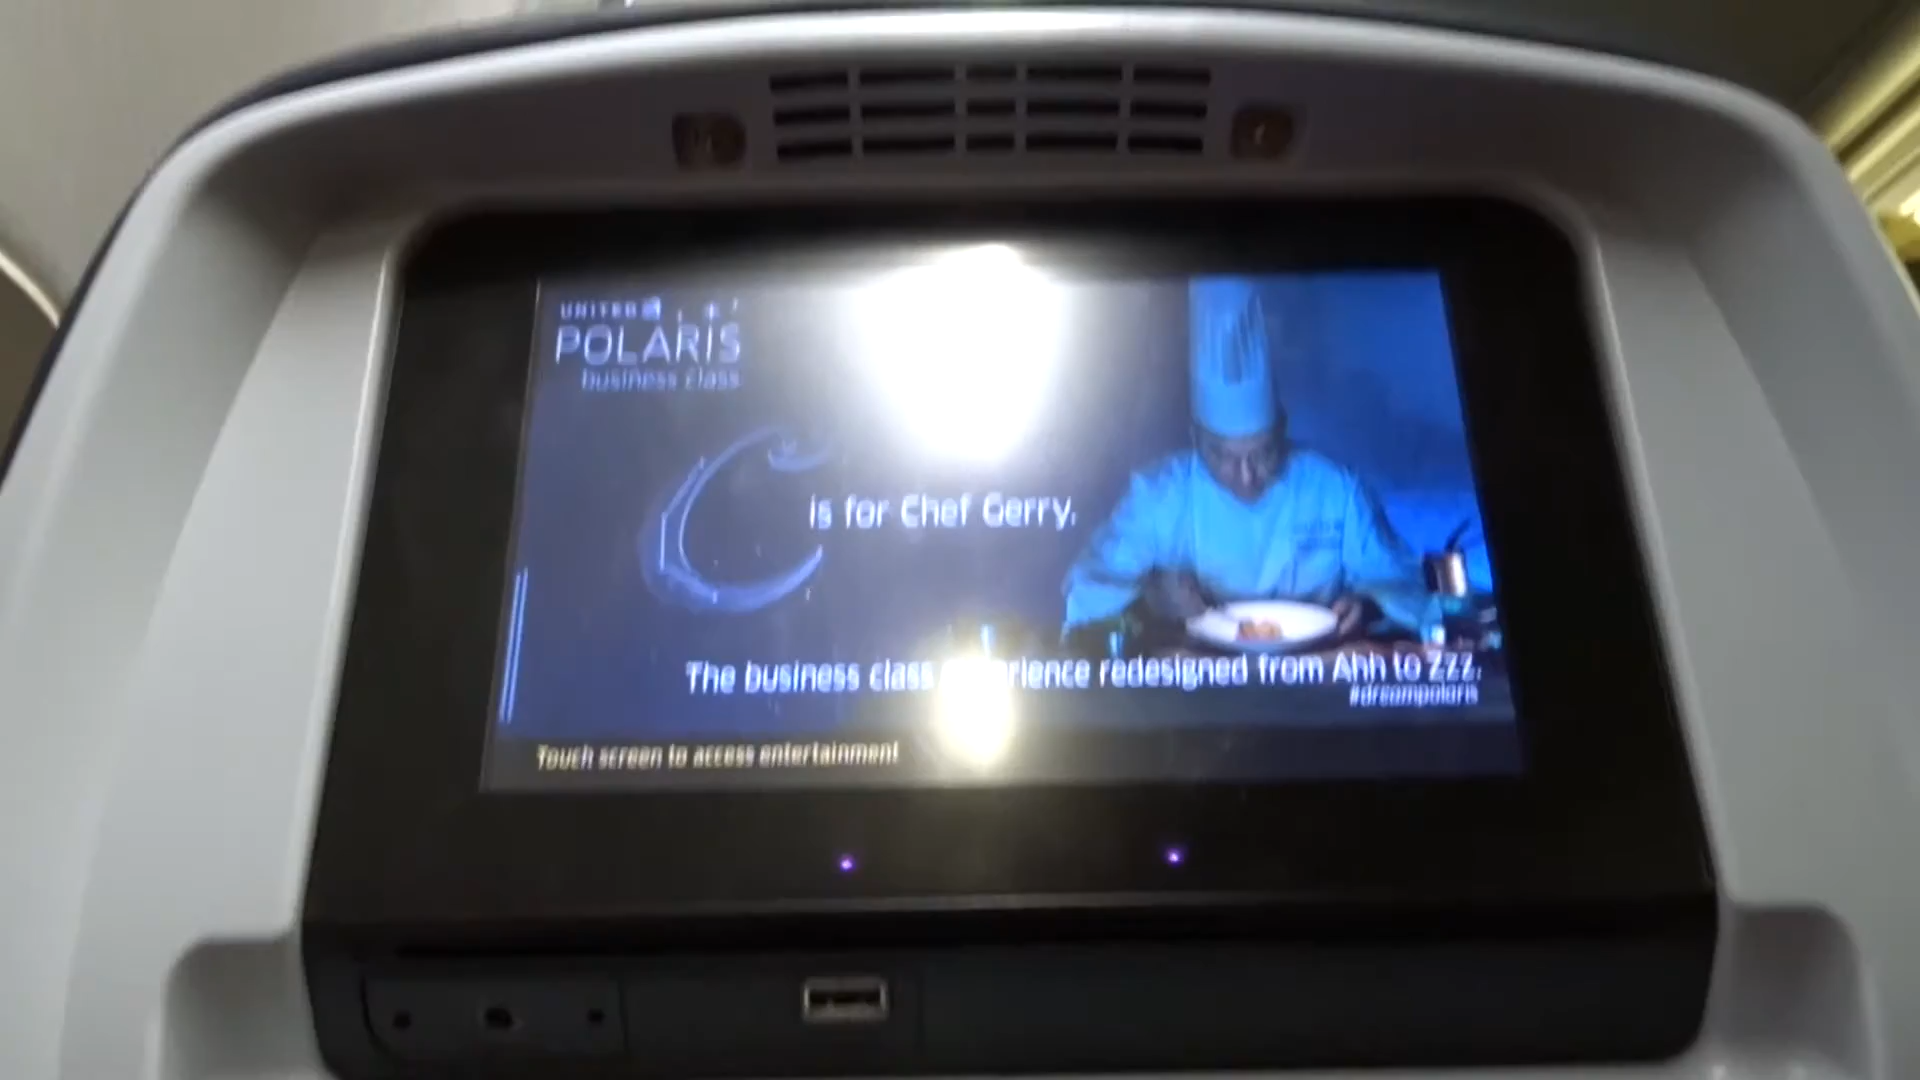 UNITED
POLARIS
business class
C is for Chef Gerry.
The business class experience redesigned from Ahh to Zzz.
#dreampolaris
Touch screen to access entertainment